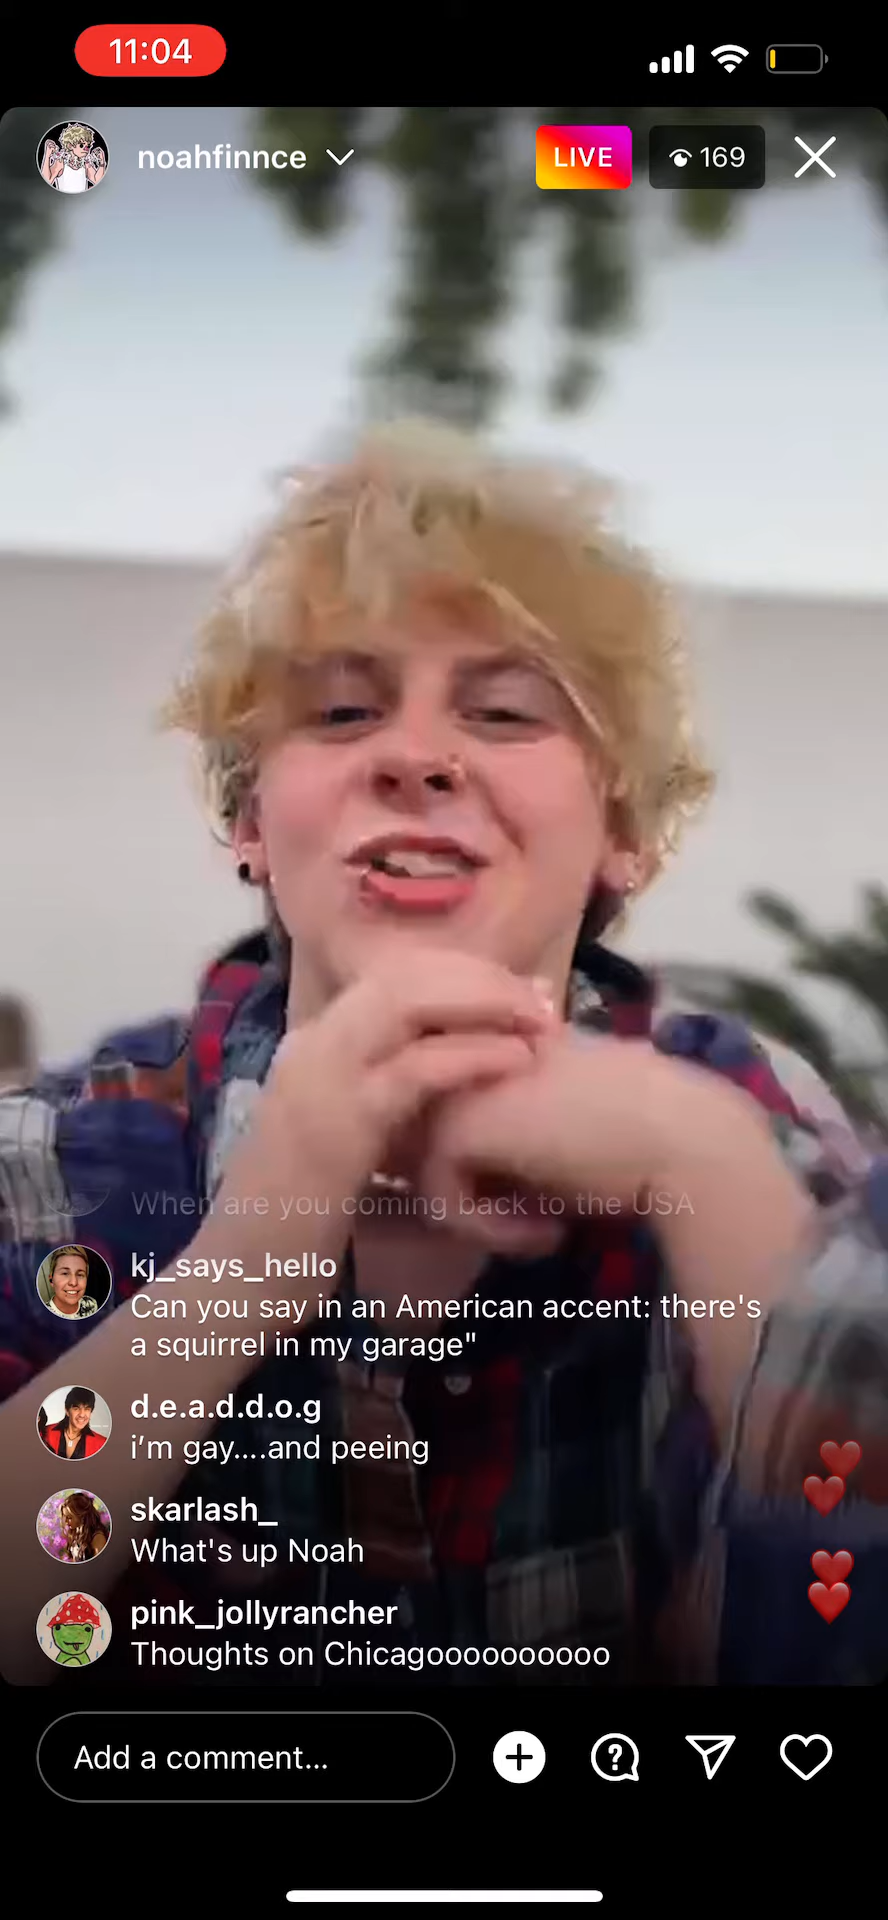 11:04
noahfinnce
LIVE
169
When are you coming back to the USA
kj_says_hello
Can you say in an American accent: there's
a squirrel in my garage"
d.e.a.d.d.o.g
i'm gay....and peeing
skarlash_
What's up Noah
pink_jollyrancher
Thoughts on Chicagoooooooooo
Add a comment...